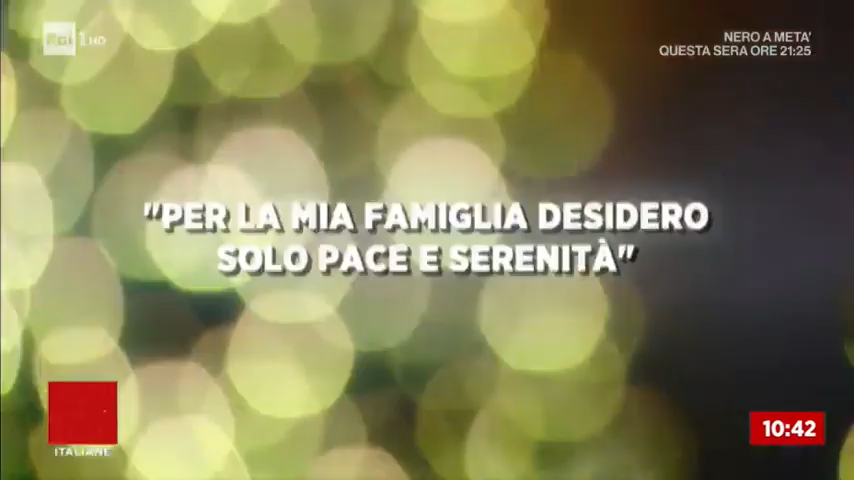 Rai 1 HD
NERO A META'
QUESTA SERA ORE 21:25
"PER LA MIA FAMIGLIA DESIDERO
SOLO PACE E SERENITÀ"
ITALIANE
10:42